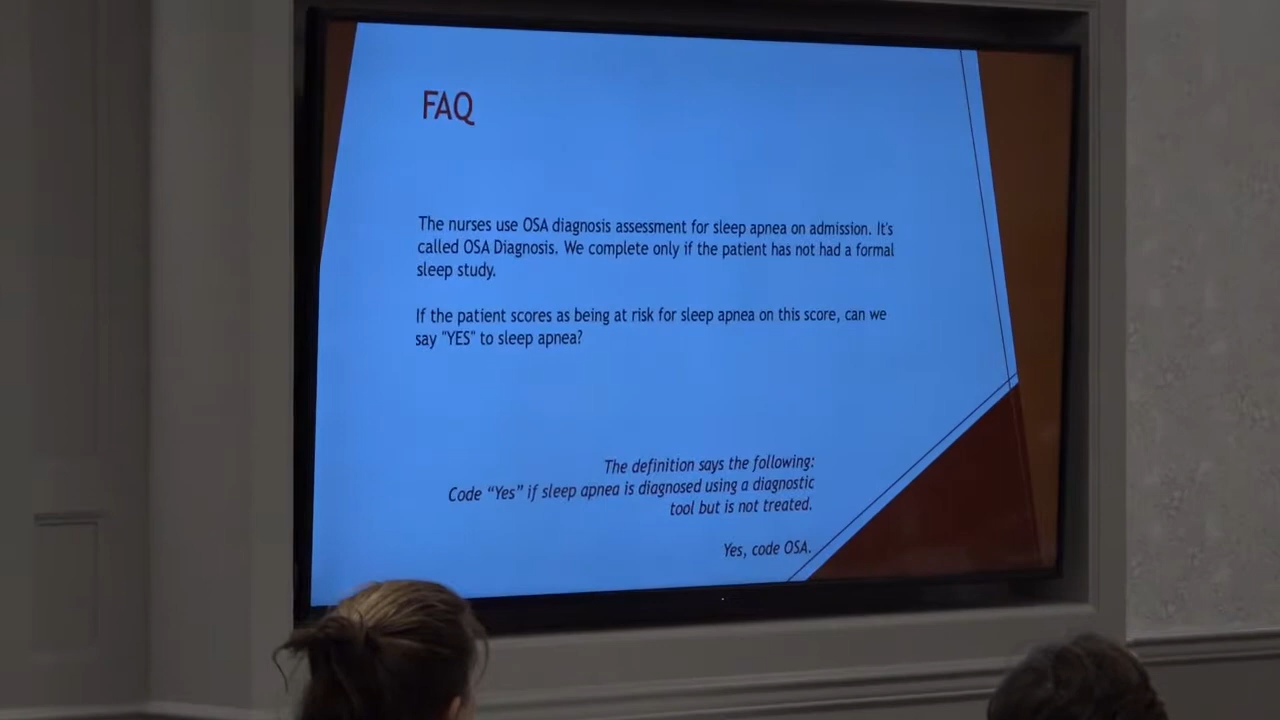 FAQ
The nurses use OSA diagnosis assessment for sleep apnea on admission. It's
called OSA Diagnosis. We complete only if the patient has not had a formal
sleep study.
If the patient scores as being at risk for sleep apnea on this score, can we
say "YES" to sleep apnea?
The definition says the following:
Code “Yes” if sleep apnea is diagnosed using a diagnostic
tool but is not treated.
Yes, code OSA.